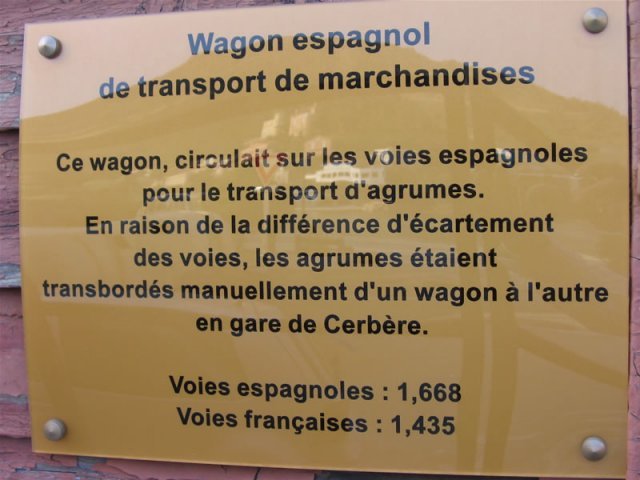 Wagon espagnol
de transport de marchandises
Ce wagon, circulait sur les voies espagnoles
pour le transport d'agrumes.
En raison de la différence d'écartement
des voies, les agrumes étaient
transbordés manuellement d'un wagon à l'autre
en gare de Cerbère.
Voies espagnoles : 1,668
Voies françaises : 1,435